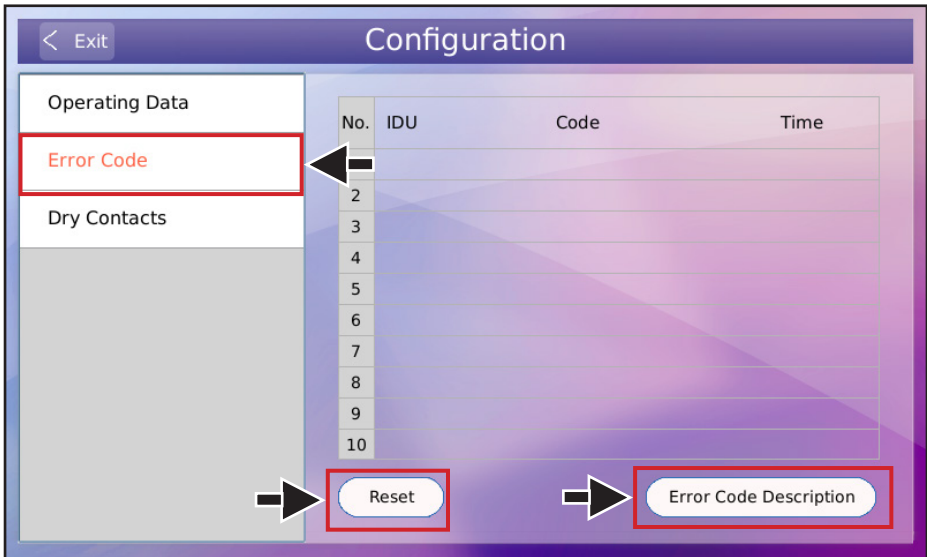 Exit
Configuration
Operating Data
Error Code
Dry Contacts
No. IDU Code Time
2
3
4
5
6
7
8
9
10
Reset
Error Code Description